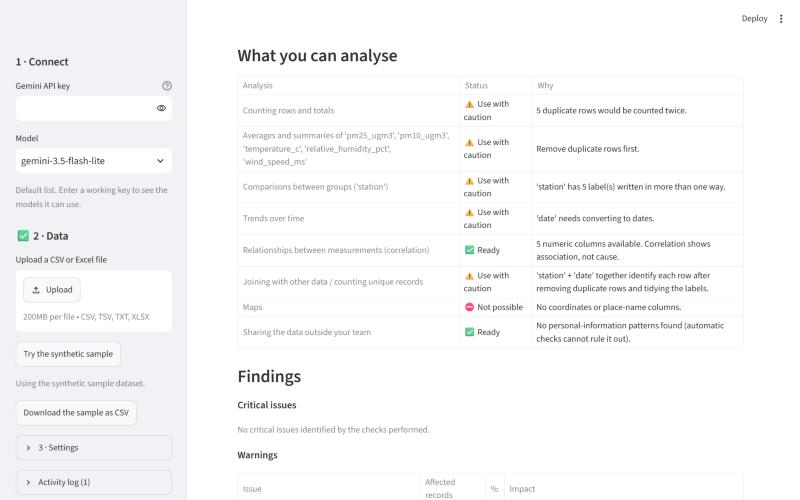 Deploy
1 · Connect
Gemini API key
Model
gemini-3.5-flash-lite
Default list. Enter a working key to see the
models it can use.
✅ 2 · Data
Upload a CSV or Excel file
Upload
200MB per file • CSV, TSV, TXT, XLSX
Try the synthetic sample
Using the synthetic sample dataset.
Download the sample as CSV
3 · Settings
Activity log (1)
What you can analyse
Analysis Status Why
Counting rows and totals ⚠️ Use with caution 5 duplicate rows would be counted twice.
Averages and summaries of 'pm25_ugm3', 'pm10_ugm3', 'temperature_c', 'relative_humidity_pct', 'wind_speed_ms' ⚠️ Use with caution Remove duplicate rows first.
Comparisons between groups ('station') ⚠️ Use with caution 'station' has 5 label(s) written in more than one way.
Trends over time ⚠️ Use with caution 'date' needs converting to dates.
Relationships between measurements (correlation) ✅ Ready 5 numeric columns available. Correlation shows association, not cause.
Joining with other data / counting unique records ⚠️ Use with caution 'station' + 'date' together identify each row after removing duplicate rows and tidying the labels.
Maps ⛔ Not possible No coordinates or place-name columns.
Sharing the data outside your team ✅ Ready No personal-information patterns found (automatic checks cannot rule it out).
Findings
Critical issues
No critical issues identified by the checks performed.
Warnings
Issue Affected records % Impact